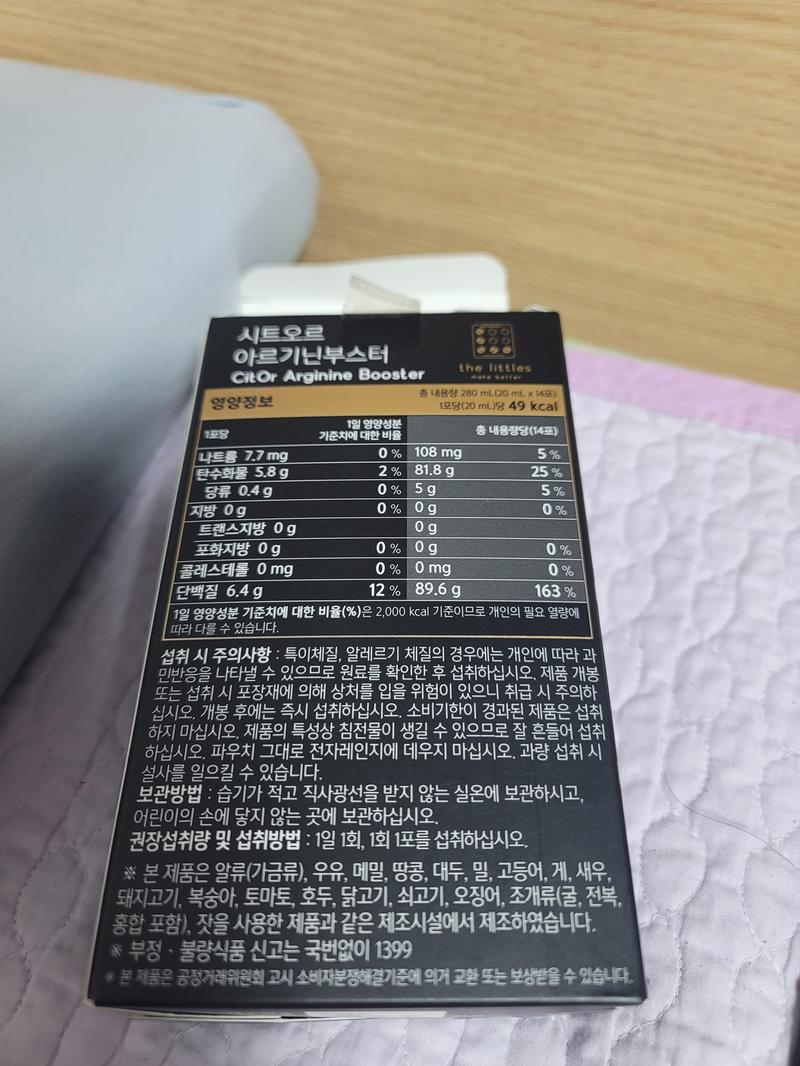 시트오르
아르기닌부스터
CitOr Arginine Booster
the littles
make better
영양정보
총 내용량 280 mL(20 mL x 14포)
1포당(20 mL)당 49 kcal
1포당 1일 영양성분 기준치에 대한 비율 총 내용량당(14포)
나트륨 7.7 mg 0 % 108 mg 5 %
탄수화물 5.8 g 2 % 81.8 g 25 %
당류 0.4 g 0 % 5 g 5 %
지방 0 g 0 % 0 g 0 %
트랜스지방 0 g 0 g
포화지방 0 g 0 % 0 g 0 %
콜레스테롤 0 mg 0 % 0 mg 0 %
단백질 6.4 g 12 % 89.6 g 163 %
1일 영양성분 기준치에 대한 비율(%)은 2,000 kcal 기준이므로 개인의 필요 열량에
따라 다를 수 있습니다.
섭취 시 주의사항 : 특이체질, 알레르기 체질의 경우에는 개인에 따라 과
민반응을 나타낼 수 있으므로 원료를 확인한 후 섭취하십시오. 제품 개봉
또는 섭취 시 포장재에 의해 상처를 입을 위험이 있으니 취급 시 주의하
십시오. 개봉 후에는 즉시 섭취하십시오. 소비기한이 경과된 제품은 섭취
하지 마십시오. 제품의 특성상 침전물이 생길 수 있으므로 잘 흔들어 섭취
하십시오. 파우치 그대로 전자레인지에 데우지 마십시오. 과량 섭취 시
설사를 일으킬 수 있습니다.
보관방법 : 습기가 적고 직사광선을 받지 않는 실온에 보관하시고,
어린이의 손에 닿지 않는 곳에 보관하십시오.
권장섭취량 및 섭취방법 : 1일 1회, 1회 1포를 섭취하십시오.
※ 본 제품은 알류(가금류), 우유, 메밀, 땅콩, 대두, 밀, 고등어, 게, 새우,
돼지고기, 복숭아, 토마토, 호두, 닭고기, 쇠고기, 오징어, 조개류(굴, 전복,
홍합 포함), 잣을 사용한 제품과 같은 제조시설에서 제조하였습니다.
※ 부정 · 불량식품 신고는 국번없이 1399
※ 본 제품은 공정거래위원회 고시 소비자분쟁해결기준에 의거 교환 또는 보상받을 수 있습니다.